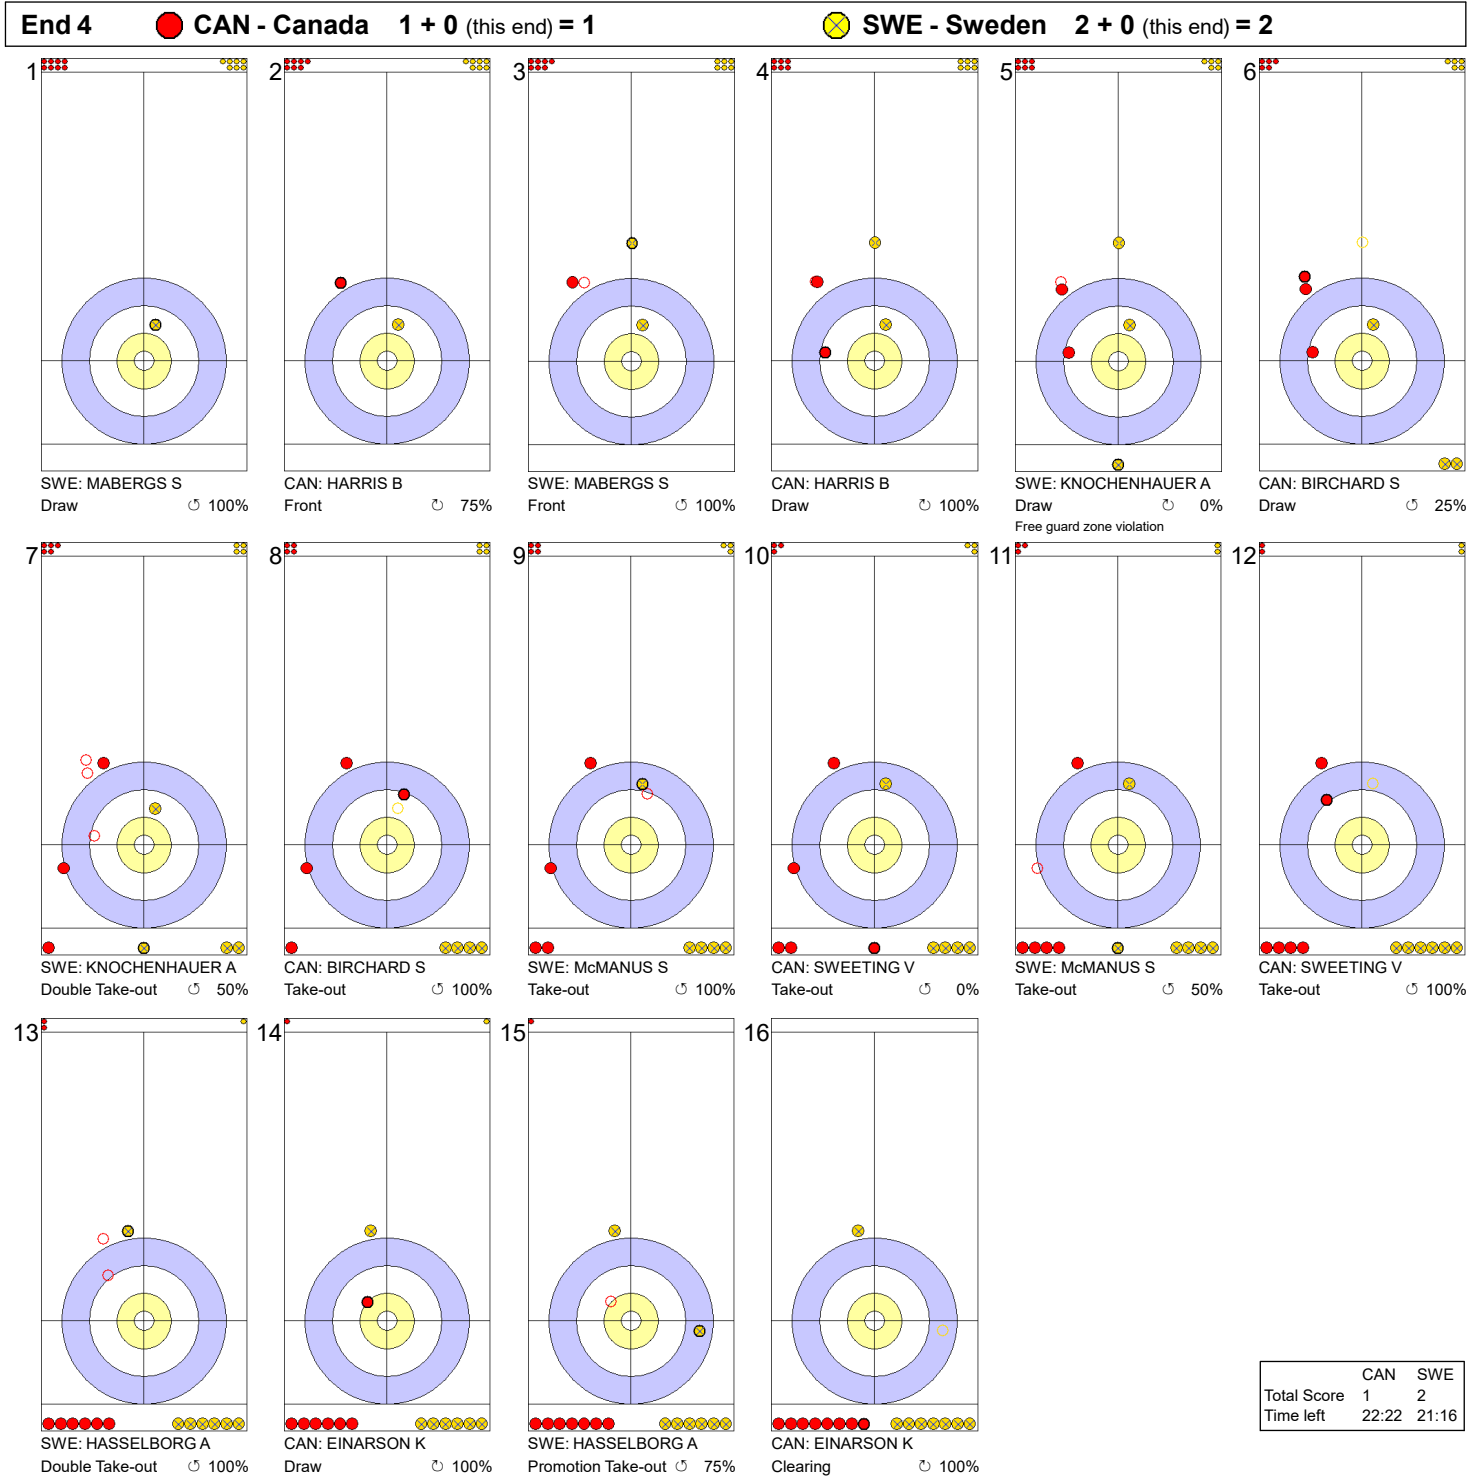 End 4 CAN - Canada 1 + 0 (this end) = 1 SWE - Sweden 2 + 0 (this end) = 2
1 2 3 4 5 6
SWE: MABERGS S CAN: HARRIS B SWE: MABERGS S CAN: HARRIS B SWE: KNOCHENHAUER A CAN: BIRCHARD S
Draw ↺ 100% Front ↻ 75% Front ↺ 100% Draw ↻ 100% Draw ↻ 0% Draw ↺ 25%
Free guard zone violation
7 8 9 10 11 12
SWE: KNOCHENHAUER A CAN: BIRCHARD S SWE: McMANUS S CAN: SWEETING V SWE: McMANUS S CAN: SWEETING V
Double Take-out ↺ 50% Take-out ↺ 100% Take-out ↺ 100% Take-out ↺ 0% Take-out ↺ 50% Take-out ↺ 100%
13 14 15 16
SWE: HASSELBORG A CAN: EINARSON K SWE: HASSELBORG A CAN: EINARSON K
Double Take-out ↺ 100% Draw ↻ 100% Promotion Take-out ↺ 75% Clearing ↻ 100%
CAN SWE
Total Score 1 2
Time left 22:22 21:16